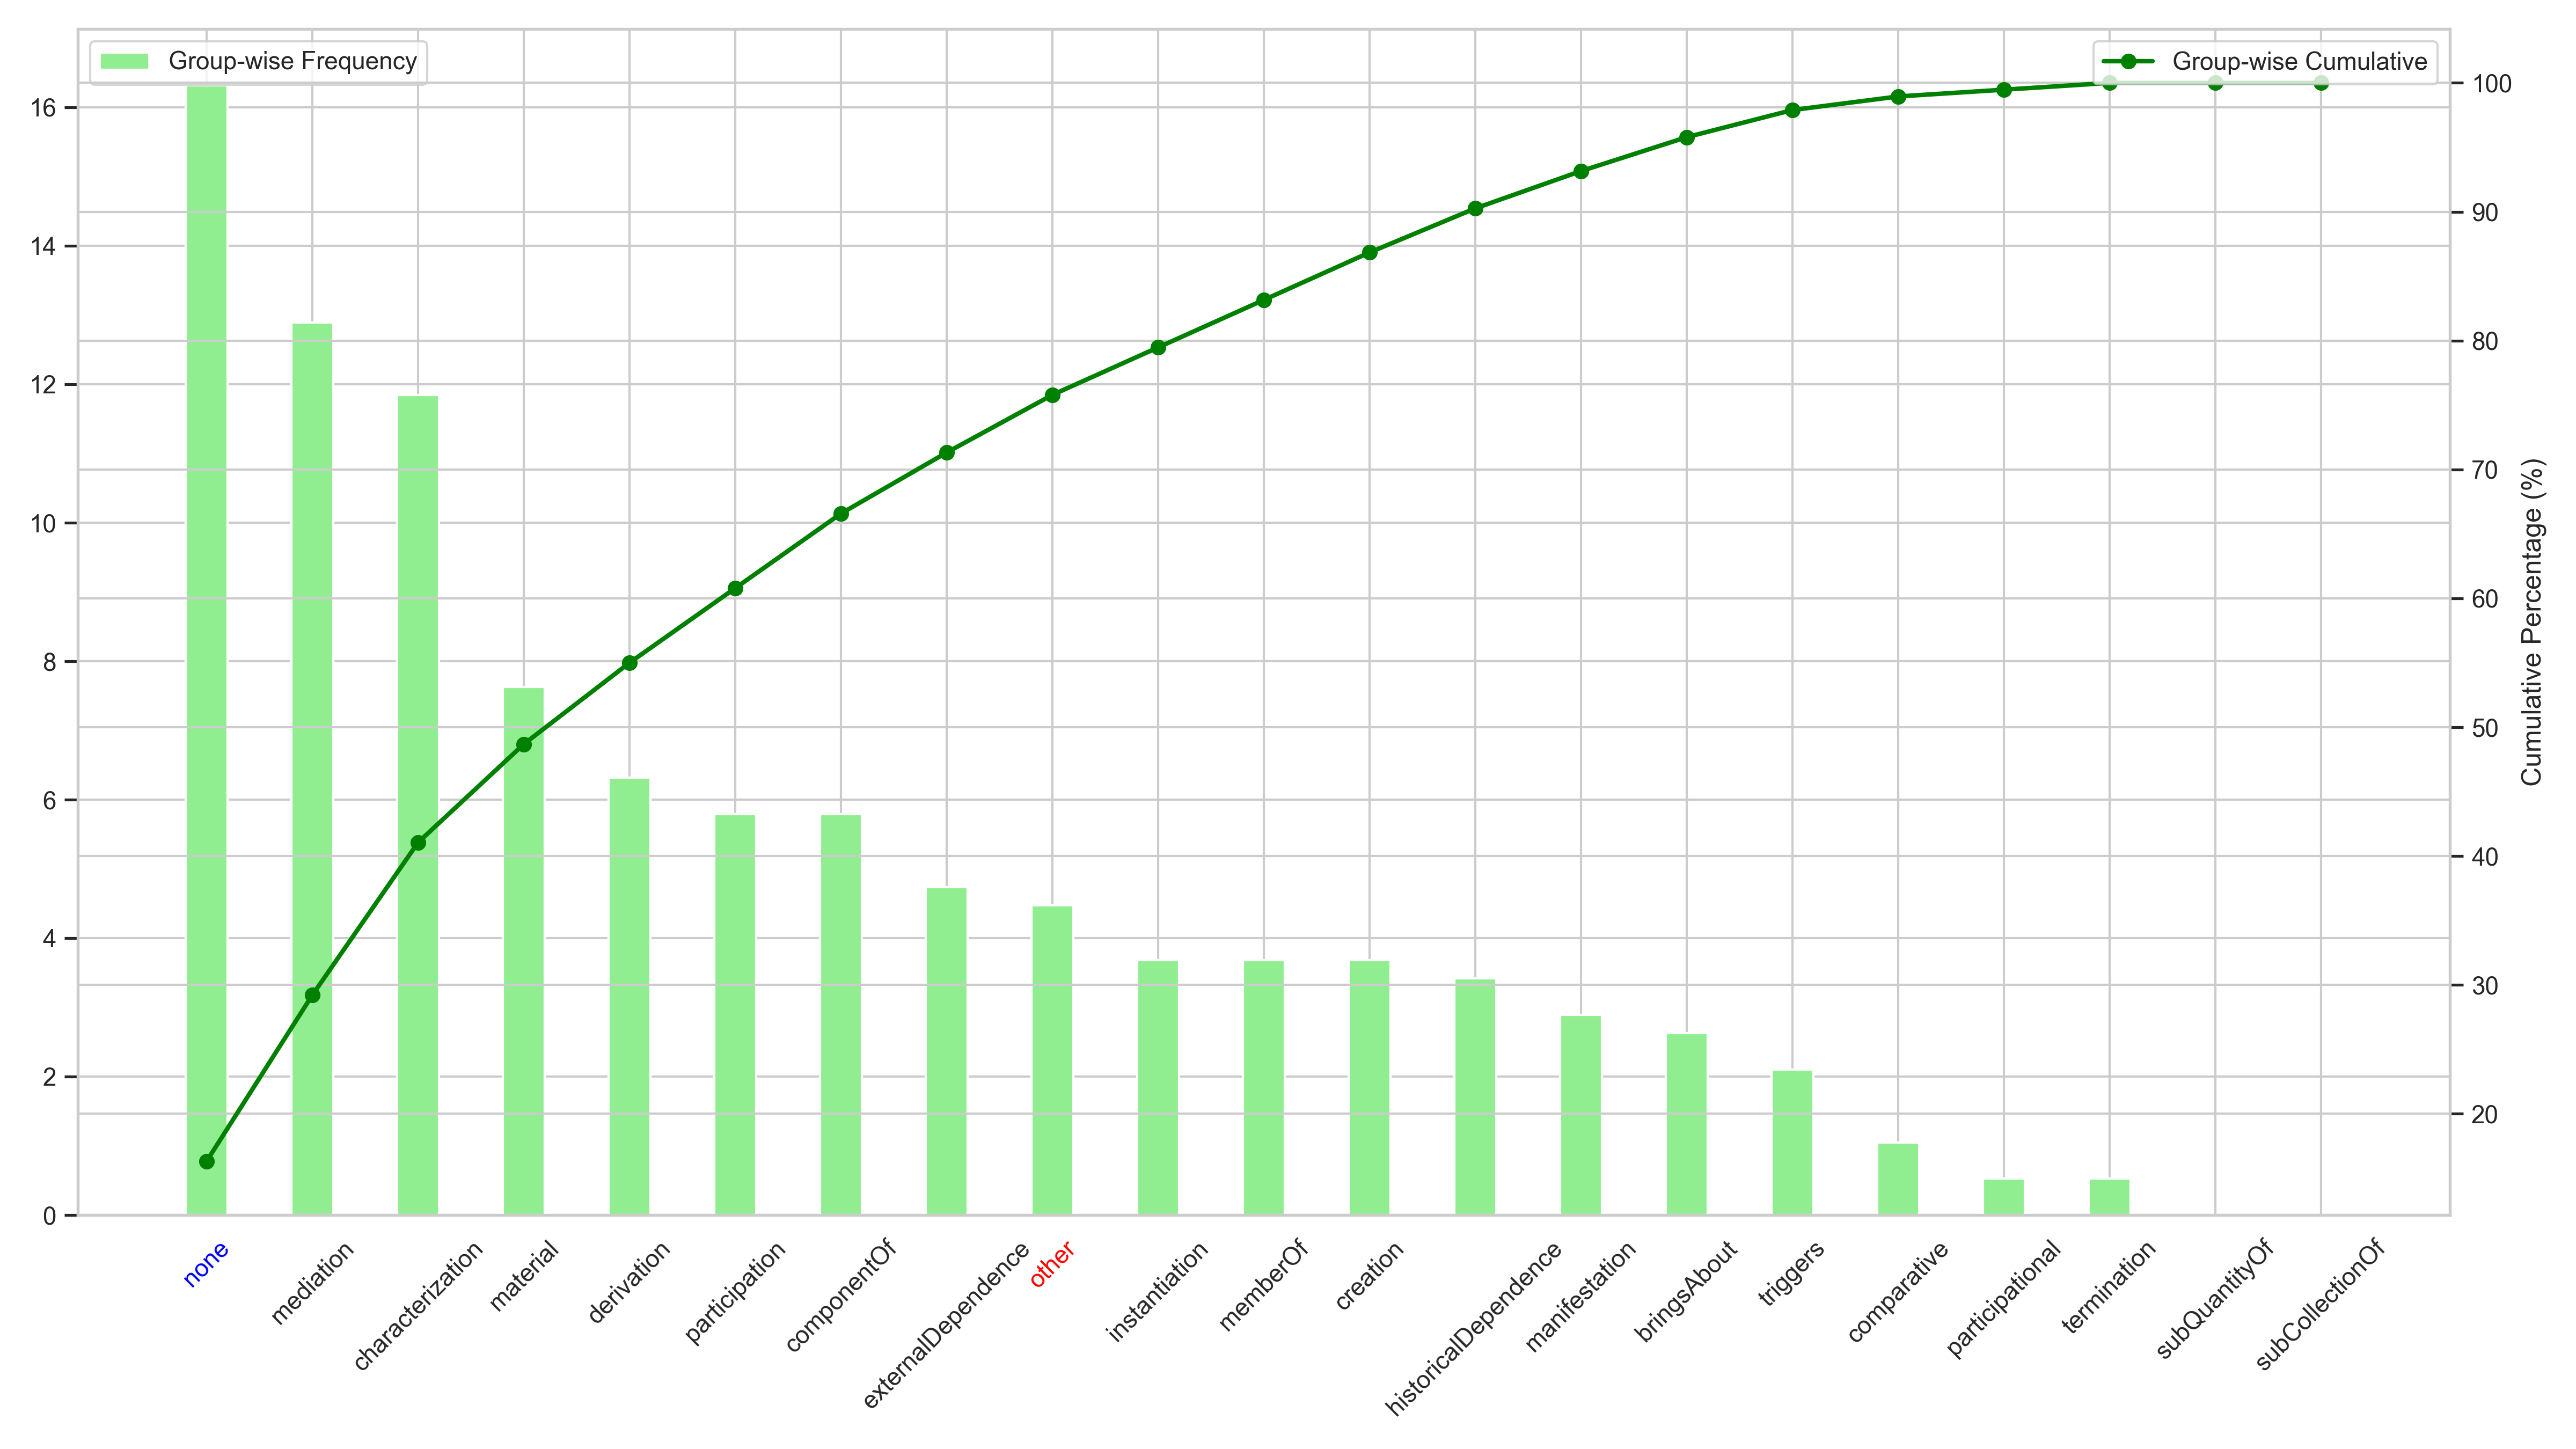 Group-wise Frequency
Group-wise Cumulative
16
14
12
10
8
6
4
2
0
100
90
80
70
60
50
40
30
20
Cumulative Percentage (%)
none
mediation
characterization
material
derivation
participation
componentOf
externalDependence
other
instantiation
memberOf
creation
historicalDependence
manifestation
bringsAbout
triggers
comparative
participational
termination
subQuantityOf
subCollectionOf